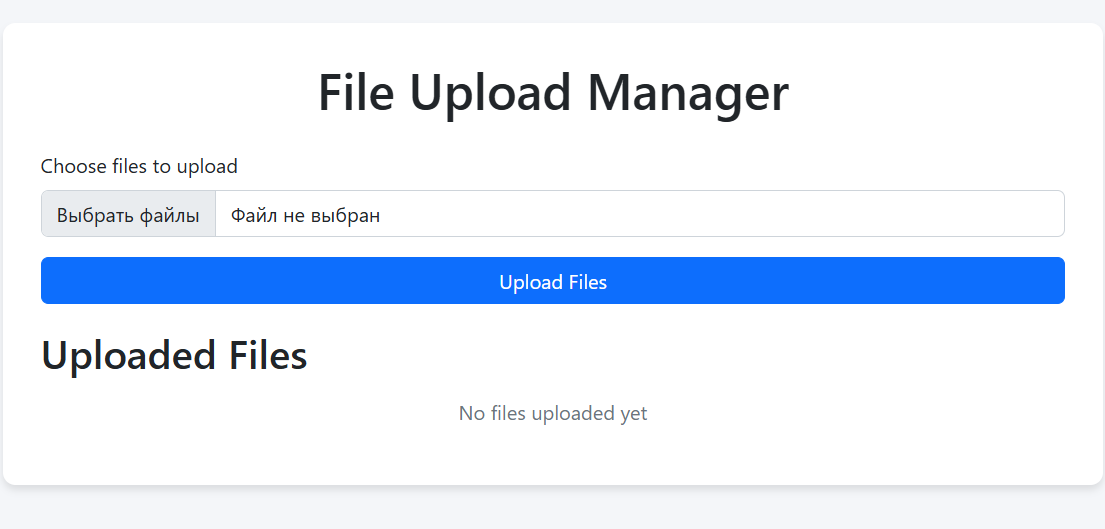 File Upload Manager
Choose files to upload
Выбрать файлы Файл не выбран
Upload Files
Uploaded Files
No files uploaded yet